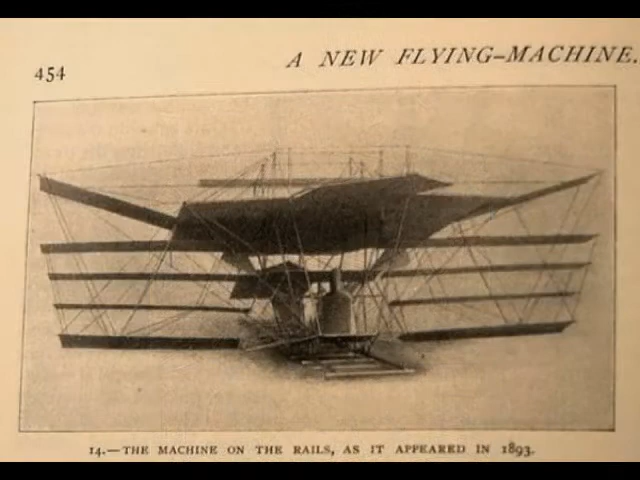 454
A NEW FLYING-MACHINE.
14.—THE MACHINE ON THE RAILS, AS IT APPEARED IN 1893.